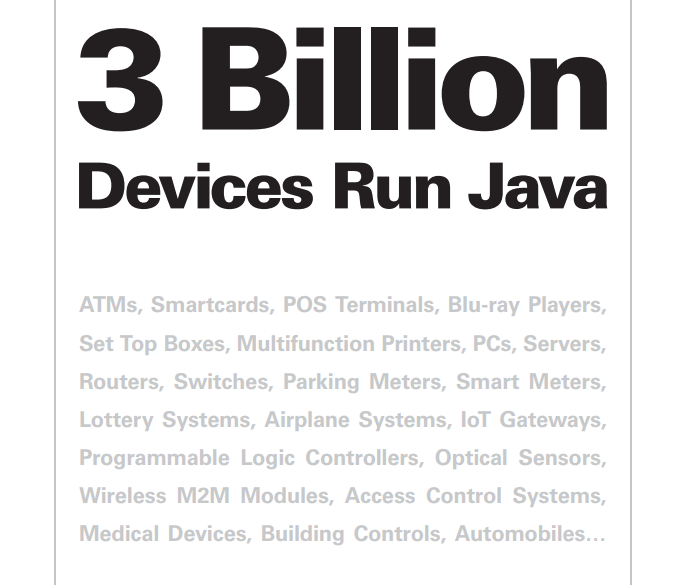 3 Billion
Devices Run Java
ATMs, Smartcards, POS Terminals, Blu-ray Players,
Set Top Boxes, Multifunction Printers, PCs, Servers,
Routers, Switches, Parking Meters, Smart Meters,
Lottery Systems, Airplane Systems, IoT Gateways,
Programmable Logic Controllers, Optical Sensors,
Wireless M2M Modules, Access Control Systems,
Medical Devices, Building Controls, Automobiles...